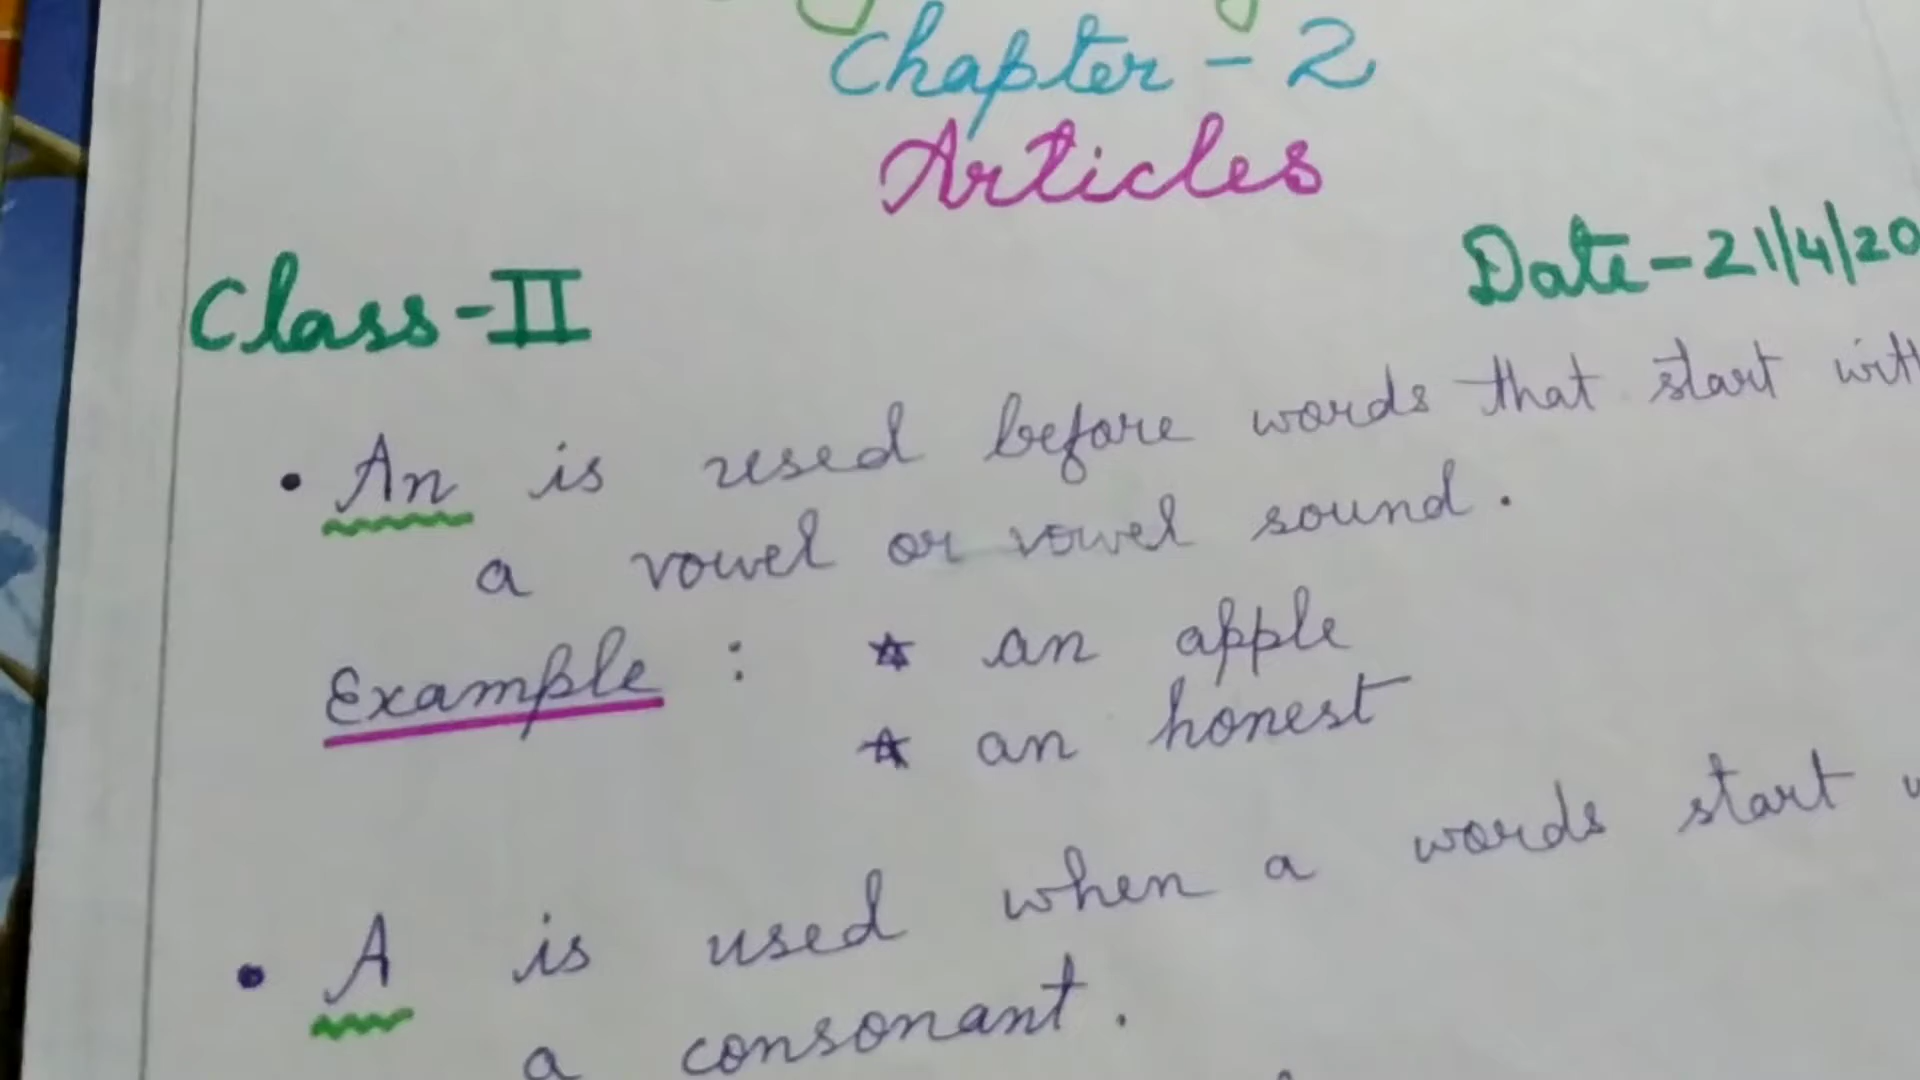 Chapter - 2
Articles
Class - II
Date - 21/4/20
• An is used before words that start with
a vowel or vowel sound.
Example : ☆ an apple
☆ an honest
• A is used when a words start
a consonant.